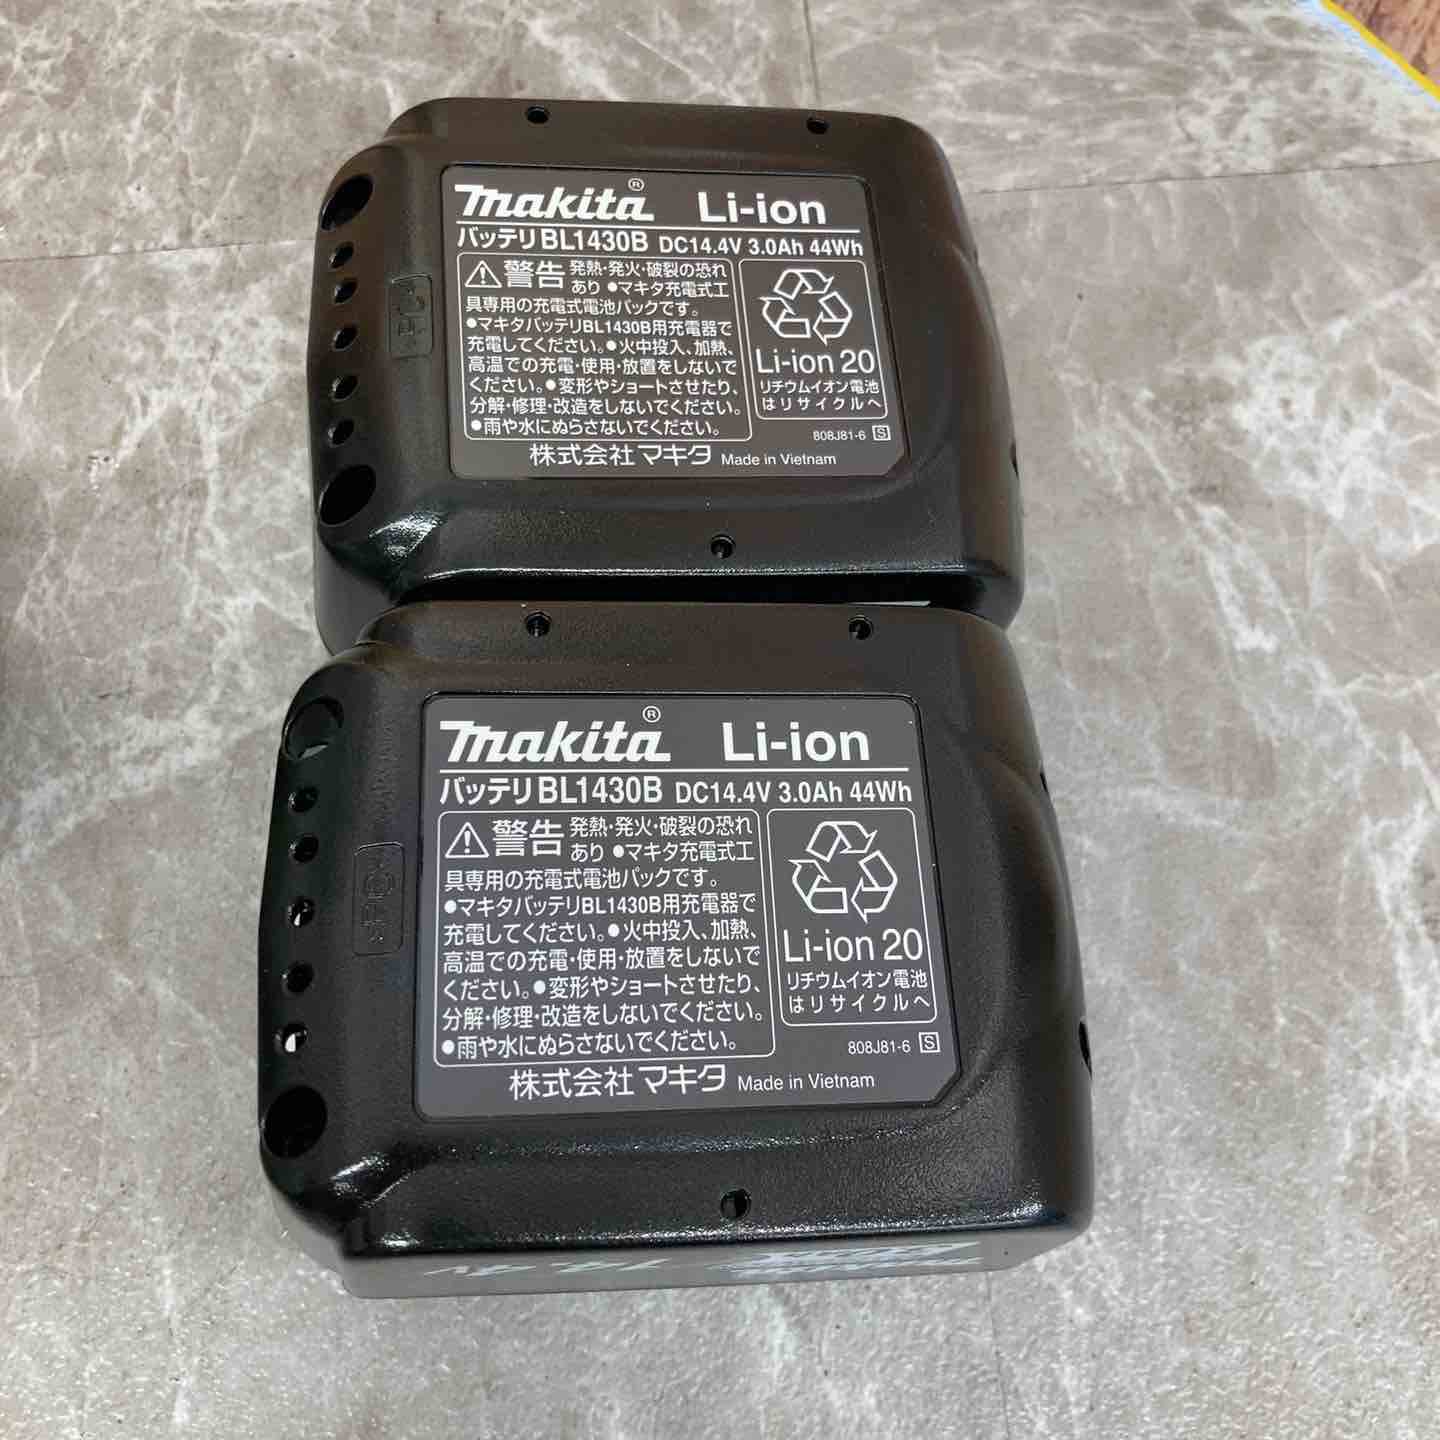 makita® Li-ion
バッテリBL1430B DC14.4V 3.0Ah 44Wh
警告 発熱・発火・破裂の恐れ
あり ●マキタ充電式工
具専用の充電式電池パックです。
●マキタバッテリBL1430B用充電器で
充電してください。●火中投入、加熱、
高温での充電・使用・放置をしないで
ください。●変形やショートさせたり、
分解・修理・改造をしないでください。
●雨や水にぬらさないでください。
Li-ion 20
リチウムイオン電池
はリサイクルへ
808J81-6 S
株式会社マキタ Made in Vietnam
makita® Li-ion
バッテリBL1430B DC14.4V 3.0Ah 44Wh
警告 発熱・発火・破裂の恐れ
あり ●マキタ充電式工
具専用の充電式電池パックです。
●マキタバッテリBL1430B用充電器で
充電してください。●火中投入、加熱、
高温での充電・使用・放置をしないで
ください。●変形やショートさせたり、
分解・修理・改造をしないでください。
●雨や水にぬらさないでください。
Li-ion 20
リチウムイオン電池
はリサイクルへ
808J81-6 S
株式会社マキタ Made in Vietnam
14.4V